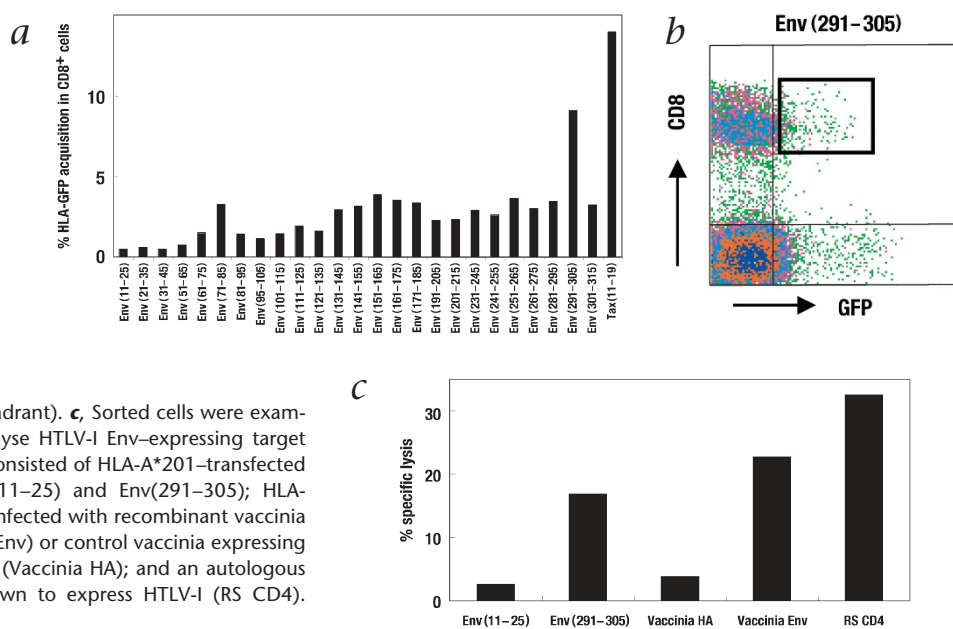 a
% HLA-GFP acquisition in CD8+ cells
10
5
0
Env (11–25)
Env (21–35)
Env (31–45)
Env (51–65)
Env (61–75)
Env (71–85)
Env (81–95)
Env (95–105)
Env (101–115)
Env (111–125)
Env (121–135)
Env (131–145)
Env (141–155)
Env (151–165)
Env (161–175)
Env (171–185)
Env (191–205)
Env (201–215)
Env (231–245)
Env (241–255)
Env (251–265)
Env (261–275)
Env (281–295)
Env (291–305)
Env (301–315)
Tax(11–19)
b
Env (291–305)
CD8
GFP
adrant). c, Sorted cells were exam-
lyse HTLV-I Env–expressing target
onsisted of HLA-A*201–transfected
11–25) and Env(291–305); HLA-
nfected with recombinant vaccinia
Env) or control vaccinia expressing
(Vaccinia HA); and an autologous
wn to express HTLV-I (RS CD4).
c
% specific lysis
30
20
10
0
Env (11–25)
Env (291–305)
Vaccinia HA
Vaccinia Env
RS CD4